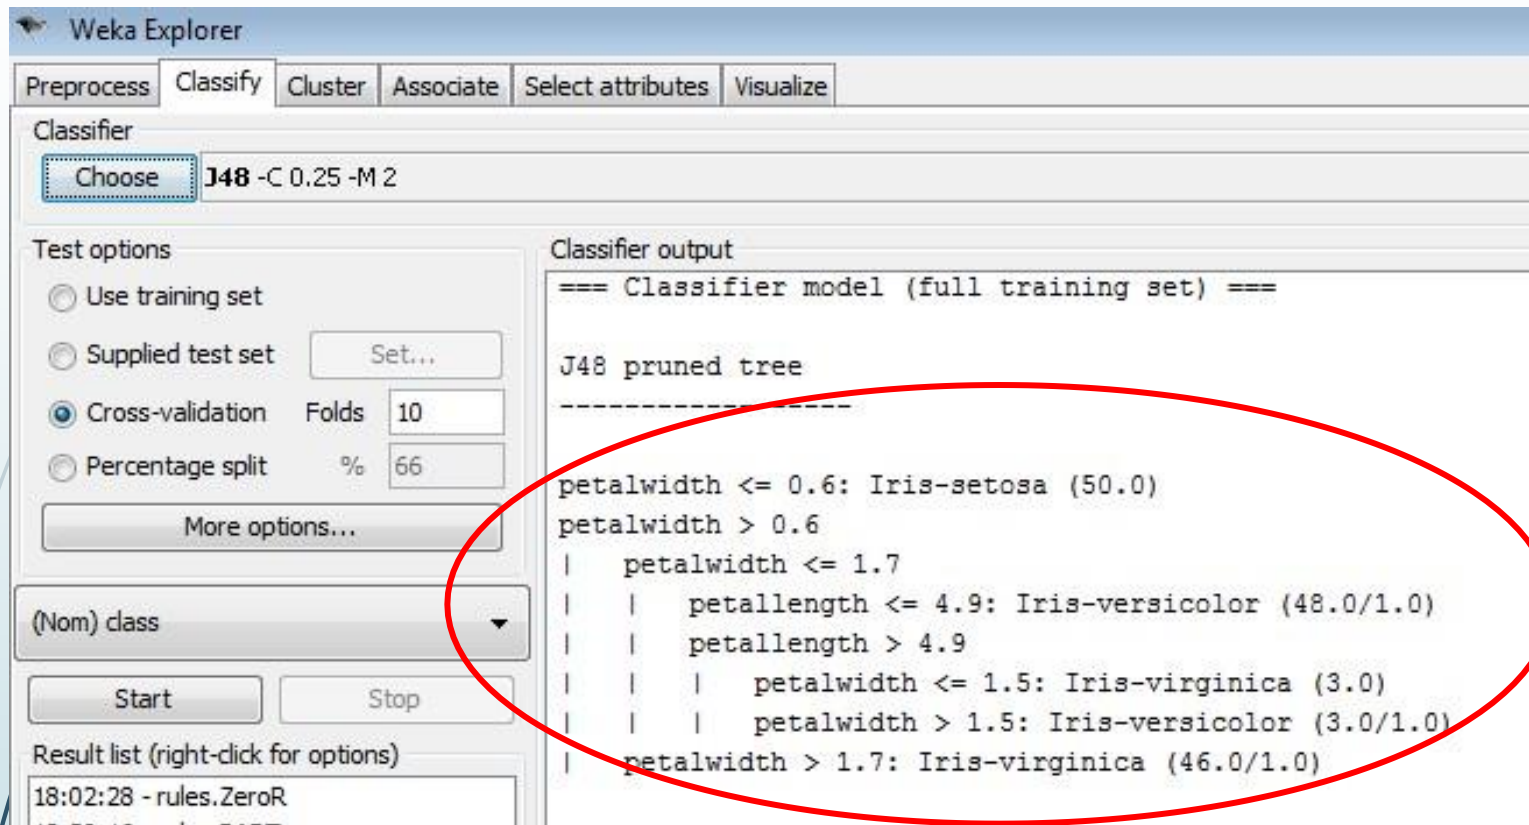 Weka Explorer
Preprocess Classify Cluster Associate Select attributes Visualize
Classifier
Choose J48 -C 0.25 -M 2
Test options
Use training set
Supplied test set Set...
Cross-validation Folds 10
Percentage split % 66
More options...
(Nom) class
Start Stop
Result list (right-click for options)
18:02:28 - rules.ZeroR
Classifier output
=== Classifier model (full training set) ===
J48 pruned tree
------------------
petalwidth <= 0.6: Iris-setosa (50.0)
petalwidth > 0.6
|   petalwidth <= 1.7
|   |   petallength <= 4.9: Iris-versicolor (48.0/1.0)
|   |   petallength > 4.9
|   |   |   petalwidth <= 1.5: Iris-virginica (3.0)
|   |   |   petalwidth > 1.5: Iris-versicolor (3.0/1.0)
|   petalwidth > 1.7: Iris-virginica (46.0/1.0)